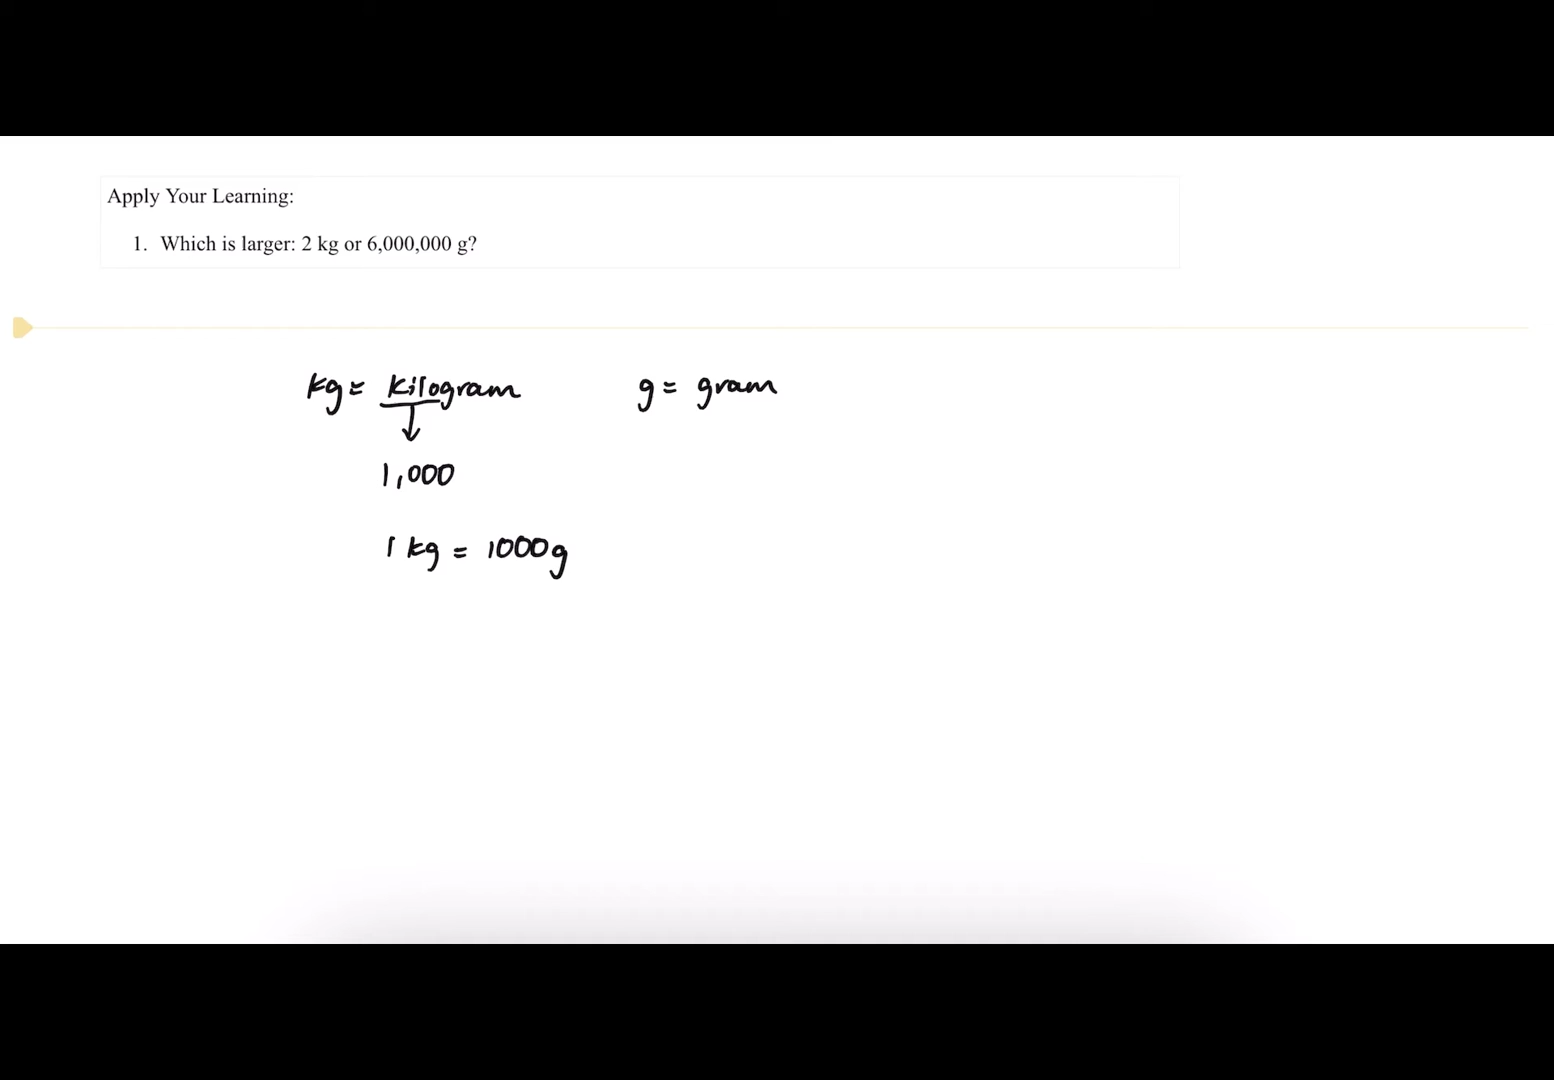 Apply Your Learning:
1. Which is larger: 2 kg or 6,000,000 g?
kg = kilogram
g = gram
1,000
1 kg = 1000g